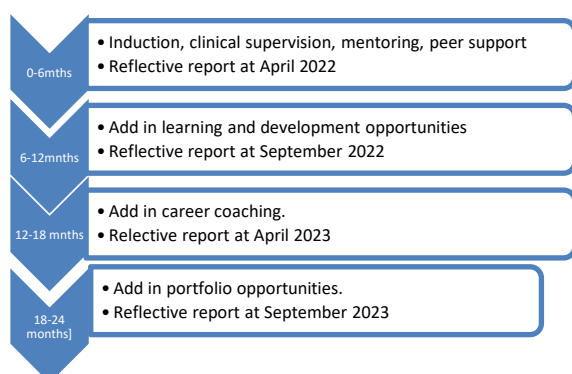 0-6mths
• Induction, clinical supervision, mentoring, peer support
• Reflective report at April 2022
6-12mnths
• Add in learning and development opportunities
• Reflective report at September 2022
12-18 mnths
• Add in career coaching.
• Relective report at April 2023
18-24
months]
• Add in portfolio opportunities.
• Reflective report at September 2023